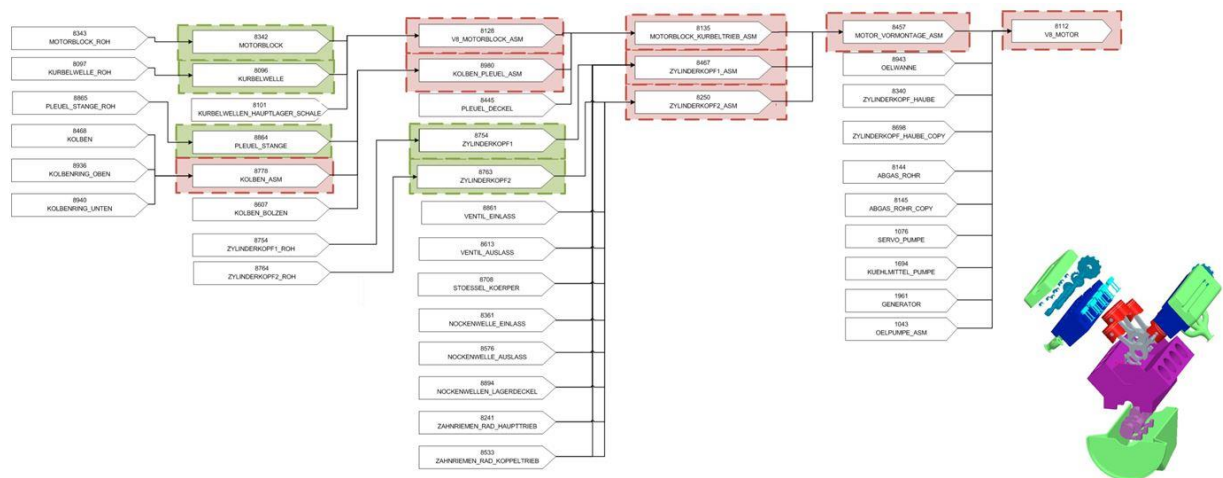 8343
MOTORBLOCK_ROH
8097
KURBELWELLE_ROH
8865
PLEUEL_STANGE_ROH
8468
KOLBEN
8936
KOLBENRING_OBEN
8940
KOLBENRING_UNTEN
8342
MOTORBLOCK
8096
KURBELWELLE
8101
KURBELWELLEN_HAUPTLAGER_SCHALE
8864
PLEUEL_STANGE
8778
KOLBEN_ASM
8607
KOLBEN_BOLZEN
8754
ZYLINDERKOPF1_ROH
8764
ZYLINDERKOPF2_ROH
8128
V8_MOTORBLOCK_ASM
8980
KOLBEN_PLEUEL_ASM
8445
PLEUEL_DECKEL
8754
ZYLINDERKOPF1
8763
ZYLINDERKOPF2
8861
VENTIL_EINLASS
8613
VENTIL_AUSLASS
8708
STOESSEL_KOERPER
8361
NOCKENWELLE_EINLASS
8576
NOCKENWELLE_AUSLASS
8894
NOCKENWELLEN_LAGERDECKEL
8241
ZAHNRIEMEN_RAD_HAUPTTRIEB
8533
ZAHNRIEMEN_RAD_KOPPELTRIEB
8135
MOTORBLOCK_KURBELTRIEB_ASM
8467
ZYLINDERKOPF1_ASM
8250
ZYLINDERKOPF2_ASM
8457
MOTOR_VORMONTAGE_ASM
8943
OELWANNE
8340
ZYLINDERKOPF_HAUBE
8698
ZYLINDERKOPF_HAUBE_COPY
8144
ABGAS_ROHR
8145
ABGAS_ROHR_COPY
1076
SERVO_PUMPE
1694
KUEHLMITTEL_PUMPE
1961
GENERATOR
1043
OELPUMPE_ASM
8112
V8_MOTOR